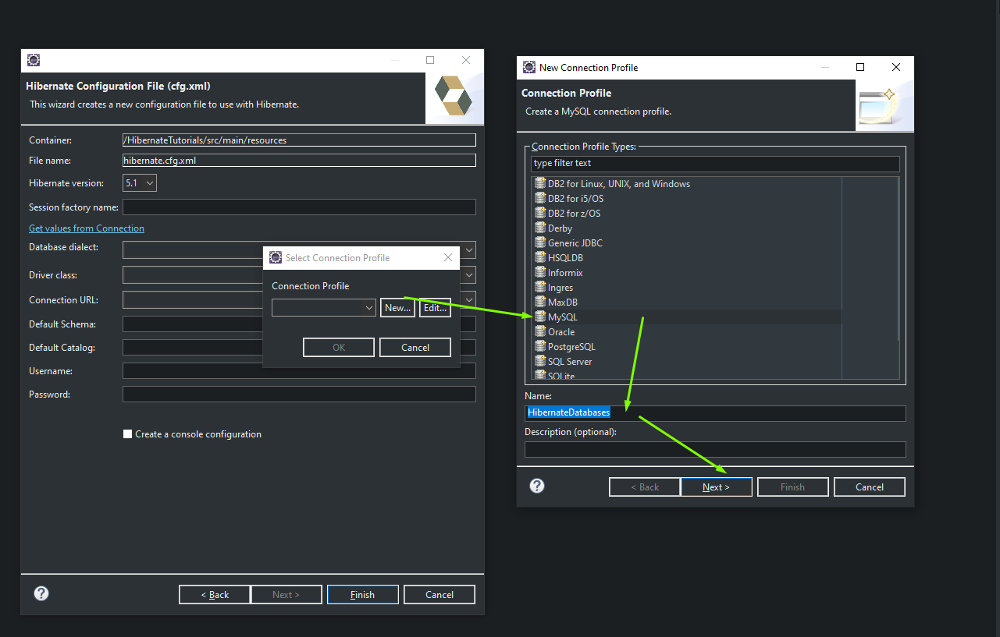 Hibernate Configuration File (cfg.xml)
This wizard creates a new configuration file to use with Hibernate.
Container: /HibernateTutorials/src/main/resources
File name: hibernate.cfg.xml
Hibernate version: 5.1
Session factory name:
Get values from Connection
Database dialect:
Driver class:
Connection URL:
Default Schema:
Default Catalog:
Username:
Password:
Create a console configuration
< Back Next > Finish Cancel
Select Connection Profile
Connection Profile
New... Edit...
OK Cancel
New Connection Profile
Connection Profile
Create a MySQL connection profile.
Connection Profile Types:
type filter text
DB2 for Linux, UNIX, and Windows
DB2 for i5/OS
DB2 for z/OS
Derby
Generic JDBC
HSQLDB
Informix
Ingres
MaxDB
MySQL
Oracle
PostgreSQL
SQL Server
SQLite
Name:
HibernateDatabases
Description (optional):
< Back Next > Finish Cancel